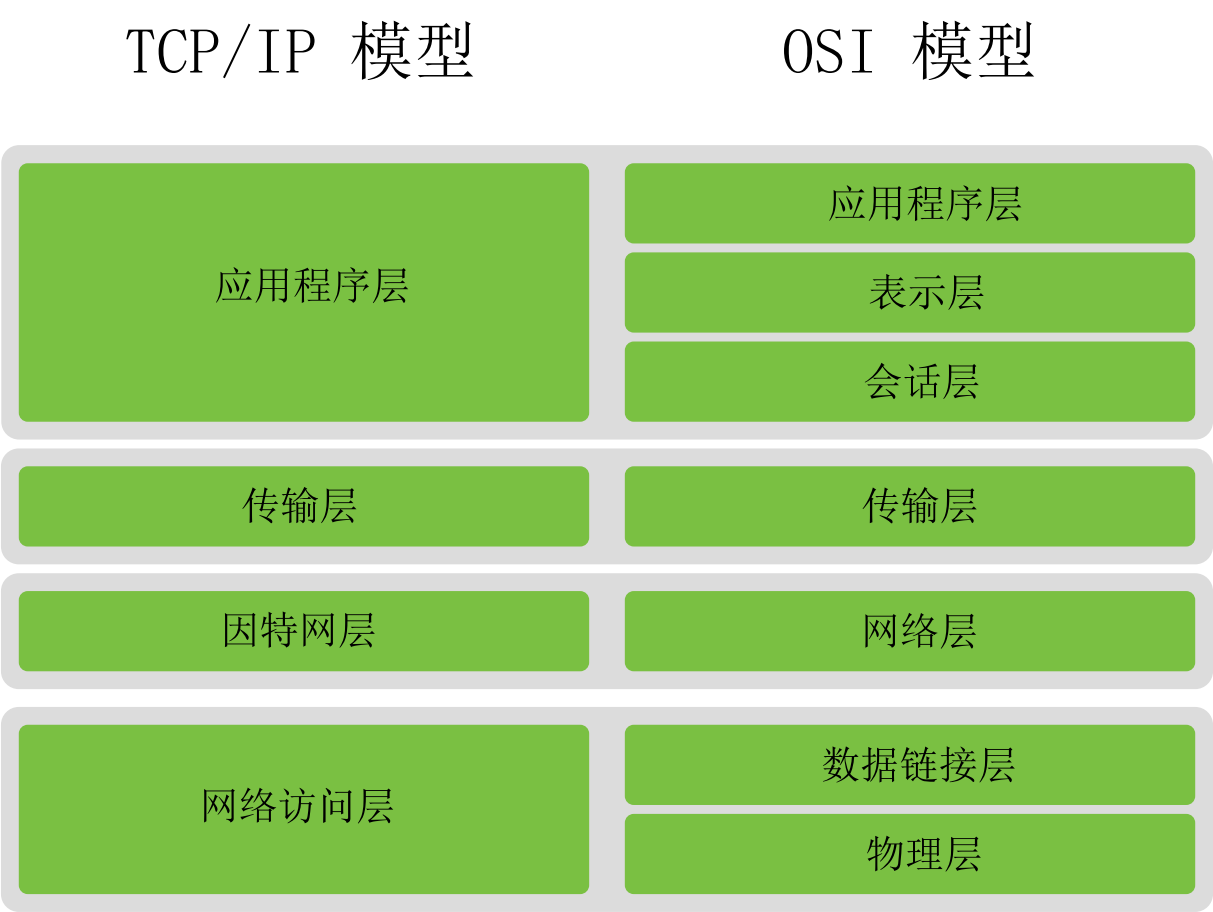 TCP/IP 模型
OSI 模型
应用程序层
应用程序层
表示层
会话层
传输层
传输层
因特网层
网络层
网络访问层
数据链接层
物理层